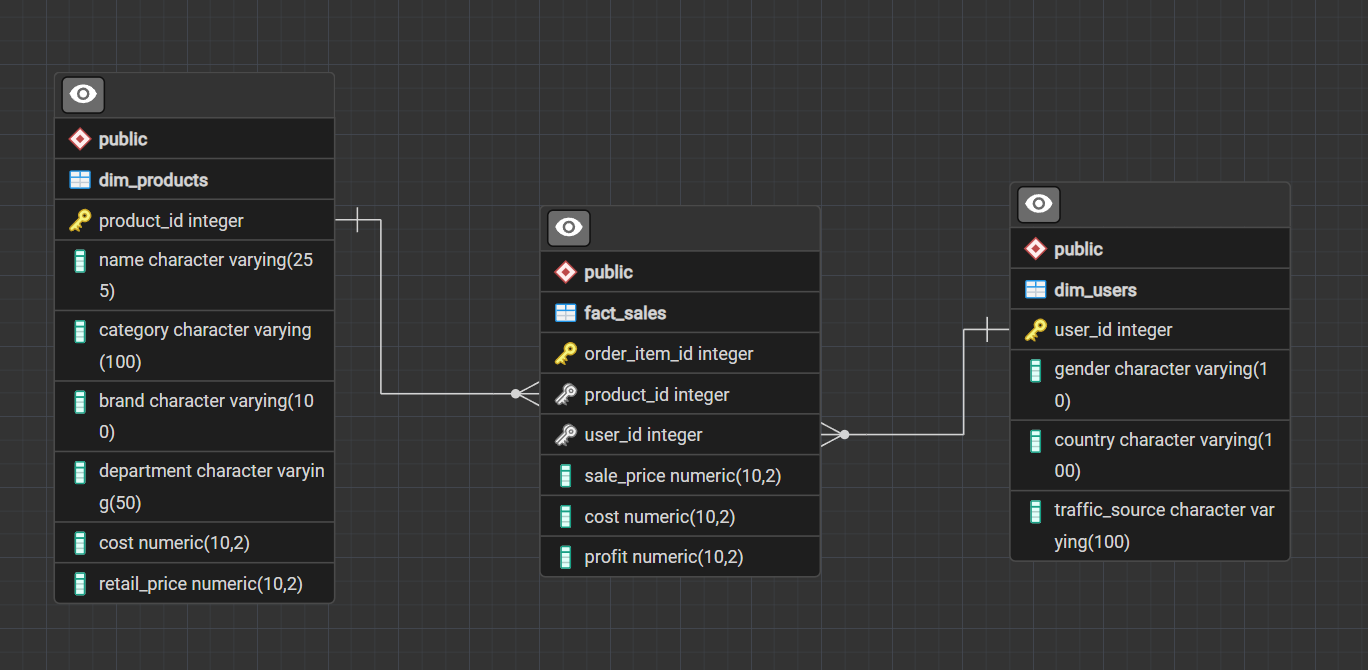 public
dim_products
product_id integer
name character varying(25
5)
category character varying
(100)
brand character varying(10
0)
department character varyin
g(50)
cost numeric(10,2)
retail_price numeric(10,2)
public
fact_sales
order_item_id integer
product_id integer
user_id integer
sale_price numeric(10,2)
cost numeric(10,2)
profit numeric(10,2)
public
dim_users
user_id integer
gender character varying(1
0)
country character varying(1
00)
traffic_source character var
ying(100)